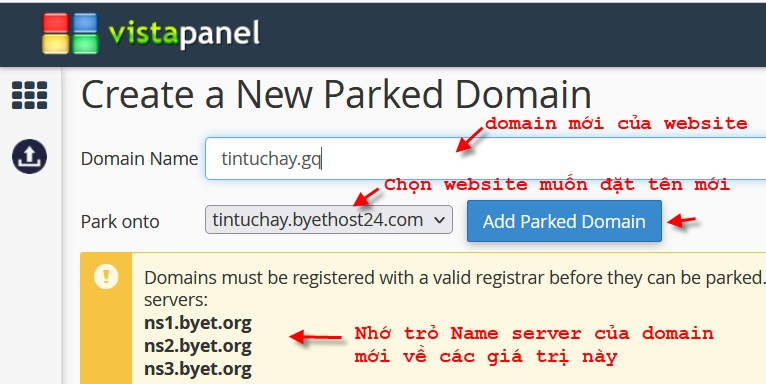 vistapanel
Create a New Parked Domain
domain mới của website
Domain Name tintuchay.gq
Chọn website muốn đặt tên mới
Park onto tintuchay.byethost24.com Add Parked Domain
Domains must be registered with a valid registrar before they can be parked.
servers:
ns1.byet.org
ns2.byet.org
ns3.byet.org
Nhớ trỏ Name server của domain
mới về các giá trị này